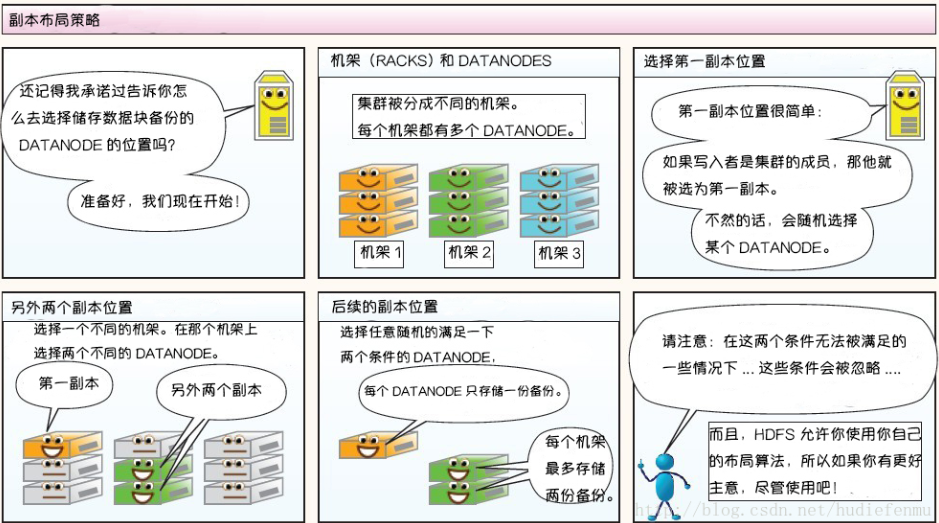 副本布局策略
还记得我承诺过告诉你怎
么去选择储存数据块备份的
DATANODE 的位置吗?
准备好，我们现在开始!
机架（RACKS）和 DATANODES
集群被分成不同的机架。
每个机架都有多个 DATANODE。
机架 1
机架 2
机架 3
选择第一副本位置
第一副本位置很简单：
如果写入者是集群的成员，那他就
被选为第一副本。
不然的话，会随机选择
某个 DATANODE。
另外两个副本位置
选择一个不同的机架。在那个机架上
选择两个不同的 DATANODE。
第一副本
另外两个副本
后续的副本位置
选择任意随机的满足一下
两个条件的 DATANODE，
每个 DATANODE 只存储一份备份。
每个机架
最多存储
两份备份。
请注意：在这两个条件无法被满足的
一些情况下 ... 这些条件会被忽略 ....
而且，HDFS 允许你使用你自己
的布局算法，所以如果你有更好
主意，尽管使用吧!
http://blog.csdn.net/hudiefenmu